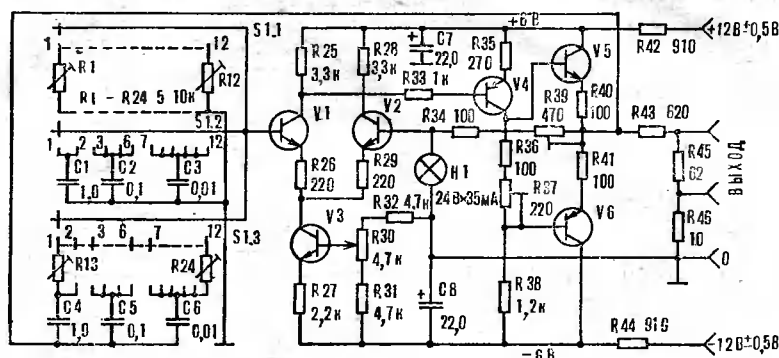 S1.1
+6В
+12В±0,5В
1 12
R1 R12
R1 - R24 5 10к
S1.2
1 2 3 6 7 12
C1 C2 C3
1,0 0,1 0,01
S1.3
1 3 6 7 12
R13 R24
C4 C5 C6
1,0 0,1 0,01
R25 3,3к
R28 3,3к
C7 22,0
+
R33 1к
R35 270
V1
V2
V4
V5
R34 100
R39 470
R40 100
R42 910
R43 620
R26 220
R29 220
H1
24В×35мА
R36 100
R37 220
R41 100
R45 62
ВЫХОД
V3
R32 4,7к
R30 4,7к
V6
R46 10
0
R27 2,2к
R31 4,7к
+
C8 22,0
R38 1,2к
R44 910
-6В
-12В±0,5В